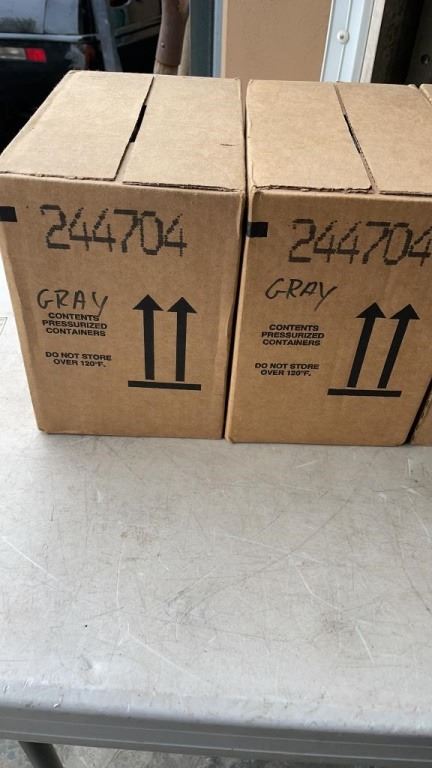 244704
GRAY
CONTENTS
PRESSURIZED
CONTAINERS
DO NOT STORE
OVER 120°F.
244704
GRAY
CONTENTS
PRESSURIZED
CONTAINERS
DO NOT STORE
OVER 120°F.